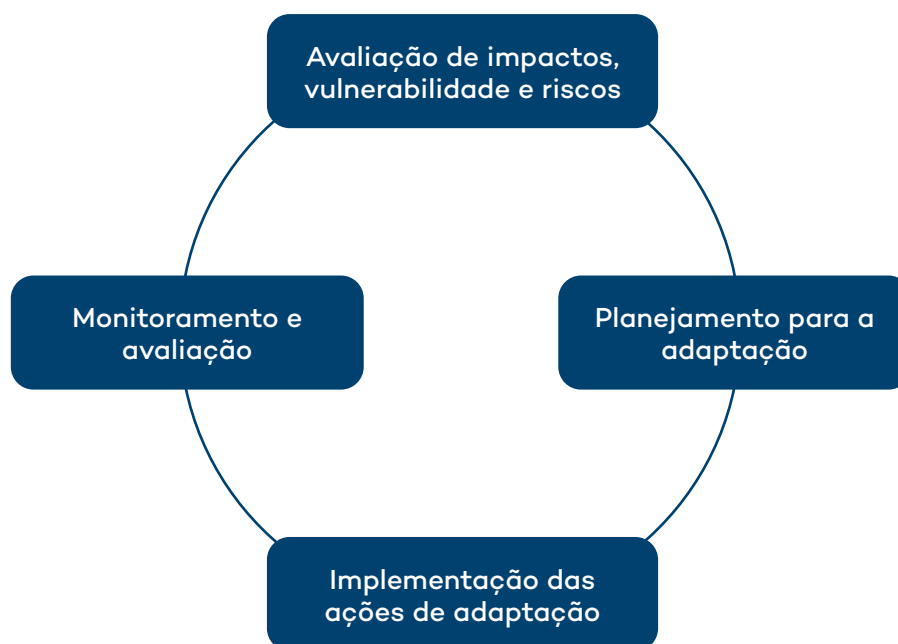 Avaliação de impactos,
vulnerabilidade e riscos
Monitoramento e
avaliação
Planejamento para a
adaptação
Implementação das
ações de adaptação